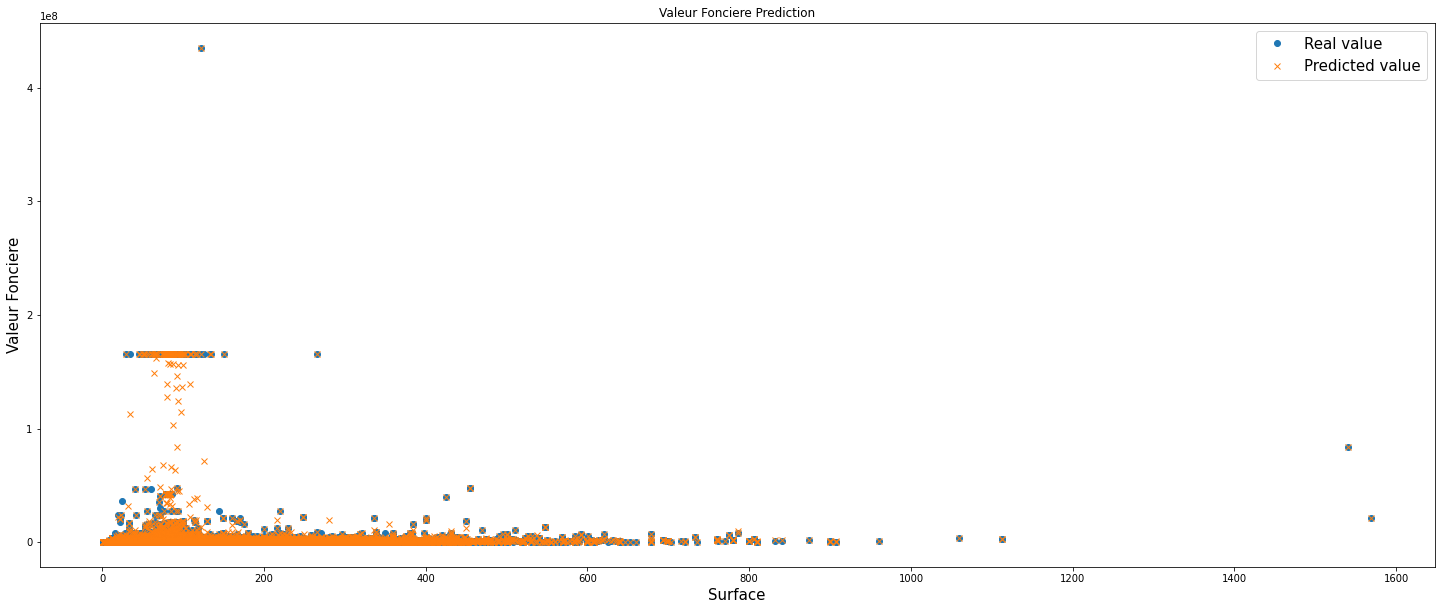 Valeur Fonciere Prediction
1e8
Real value
Predicted value
4
3
2
1
0
Valeur Fonciere
0 200 400 600 800 1000 1200 1400 1600
Surface